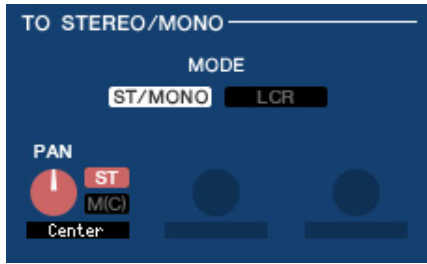 TO STEREO/MONO
MODE
ST/MONO LCR
PAN
ST
M(C)
Center